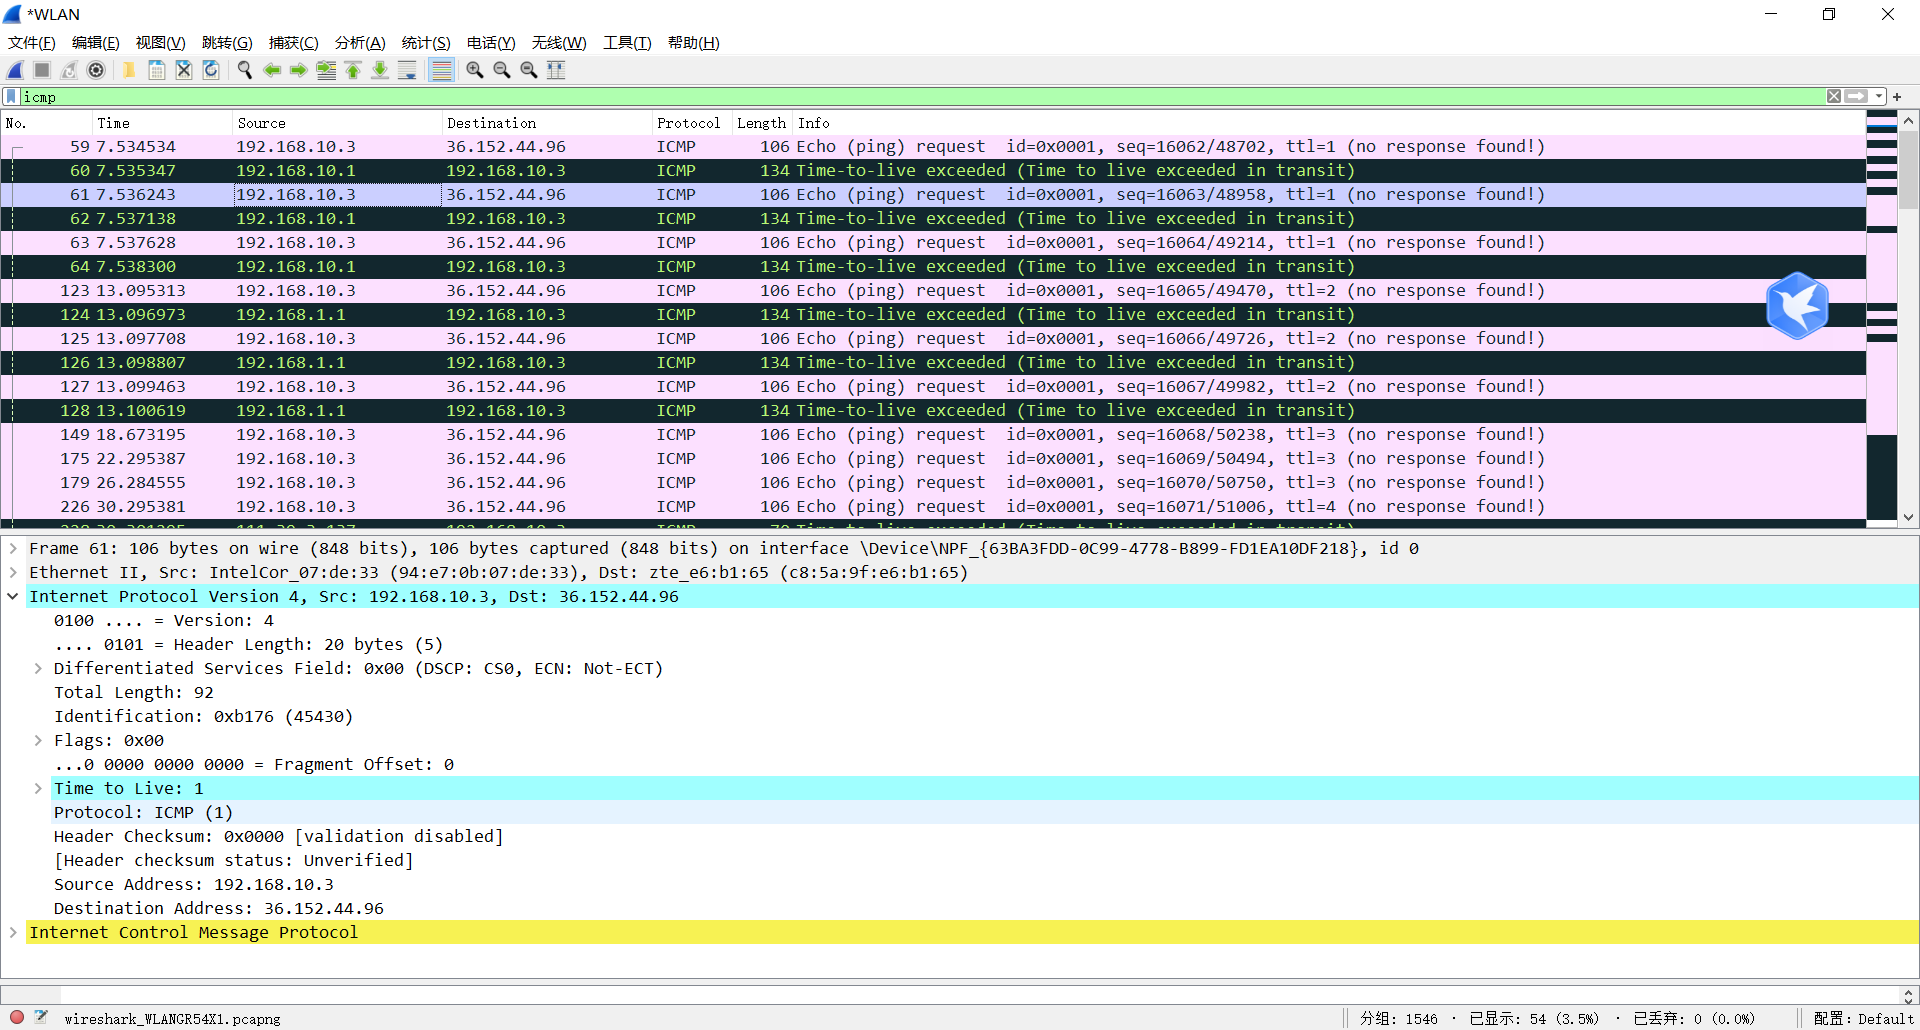 *WLAN
文件(F) 编辑(E) 视图(V) 跳转(G) 捕获(C) 分析(A) 统计(S) 电话(Y) 无线(W) 工具(T) 帮助(H)
icmp
No. Time Source Destination Protocol Length Info
59 7.534534 192.168.10.3 36.152.44.96 ICMP 106 Echo (ping) request id=0x0001, seq=16062/48702, ttl=1 (no response found!)
60 7.535347 192.168.10.1 192.168.10.3 ICMP 134 Time-to-live exceeded (Time to live exceeded in transit)
61 7.536243 192.168.10.3 36.152.44.96 ICMP 106 Echo (ping) request id=0x0001, seq=16063/48958, ttl=1 (no response found!)
62 7.537138 192.168.10.1 192.168.10.3 ICMP 134 Time-to-live exceeded (Time to live exceeded in transit)
63 7.537628 192.168.10.3 36.152.44.96 ICMP 106 Echo (ping) request id=0x0001, seq=16064/49214, ttl=1 (no response found!)
64 7.538300 192.168.10.1 192.168.10.3 ICMP 134 Time-to-live exceeded (Time to live exceeded in transit)
123 13.095313 192.168.10.3 36.152.44.96 ICMP 106 Echo (ping) request id=0x0001, seq=16065/49470, ttl=2 (no response found!)
124 13.096973 192.168.1.1 192.168.10.3 ICMP 134 Time-to-live exceeded (Time to live exceeded in transit)
125 13.097708 192.168.10.3 36.152.44.96 ICMP 106 Echo (ping) request id=0x0001, seq=16066/49726, ttl=2 (no response found!)
126 13.098807 192.168.1.1 192.168.10.3 ICMP 134 Time-to-live exceeded (Time to live exceeded in transit)
127 13.099463 192.168.10.3 36.152.44.96 ICMP 106 Echo (ping) request id=0x0001, seq=16067/49982, ttl=2 (no response found!)
128 13.100619 192.168.1.1 192.168.10.3 ICMP 134 Time-to-live exceeded (Time to live exceeded in transit)
149 18.673195 192.168.10.3 36.152.44.96 ICMP 106 Echo (ping) request id=0x0001, seq=16068/50238, ttl=3 (no response found!)
175 22.295387 192.168.10.3 36.152.44.96 ICMP 106 Echo (ping) request id=0x0001, seq=16069/50494, ttl=3 (no response found!)
179 26.284555 192.168.10.3 36.152.44.96 ICMP 106 Echo (ping) request id=0x0001, seq=16070/50750, ttl=3 (no response found!)
226 30.295381 192.168.10.3 36.152.44.96 ICMP 106 Echo (ping) request id=0x0001, seq=16071/51006, ttl=4 (no response found!)
Frame 61: 106 bytes on wire (848 bits), 106 bytes captured (848 bits) on interface \Device\NPF_{63BA3FDD-0C99-4778-B899-FD1EA10DF218}, id 0
Ethernet II, Src: IntelCor_07:de:33 (94:e7:0b:07:de:33), Dst: zte_e6:b1:65 (c8:5a:9f:e6:b1:65)
Internet Protocol Version 4, Src: 192.168.10.3, Dst: 36.152.44.96
0100 .... = Version: 4
.... 0101 = Header Length: 20 bytes (5)
Differentiated Services Field: 0x00 (DSCP: CS0, ECN: Not-ECT)
Total Length: 92
Identification: 0xb176 (45430)
Flags: 0x00
...0 0000 0000 0000 = Fragment Offset: 0
Time to Live: 1
Protocol: ICMP (1)
Header Checksum: 0x0000 [validation disabled]
[Header checksum status: Unverified]
Source Address: 192.168.10.3
Destination Address: 36.152.44.96
Internet Control Message Protocol
wireshark_WLANGR54X1.pcapng 分组: 1546 · 已显示: 54 (3.5%) · 已丢弃: 0 (0.0%) 配置: Default